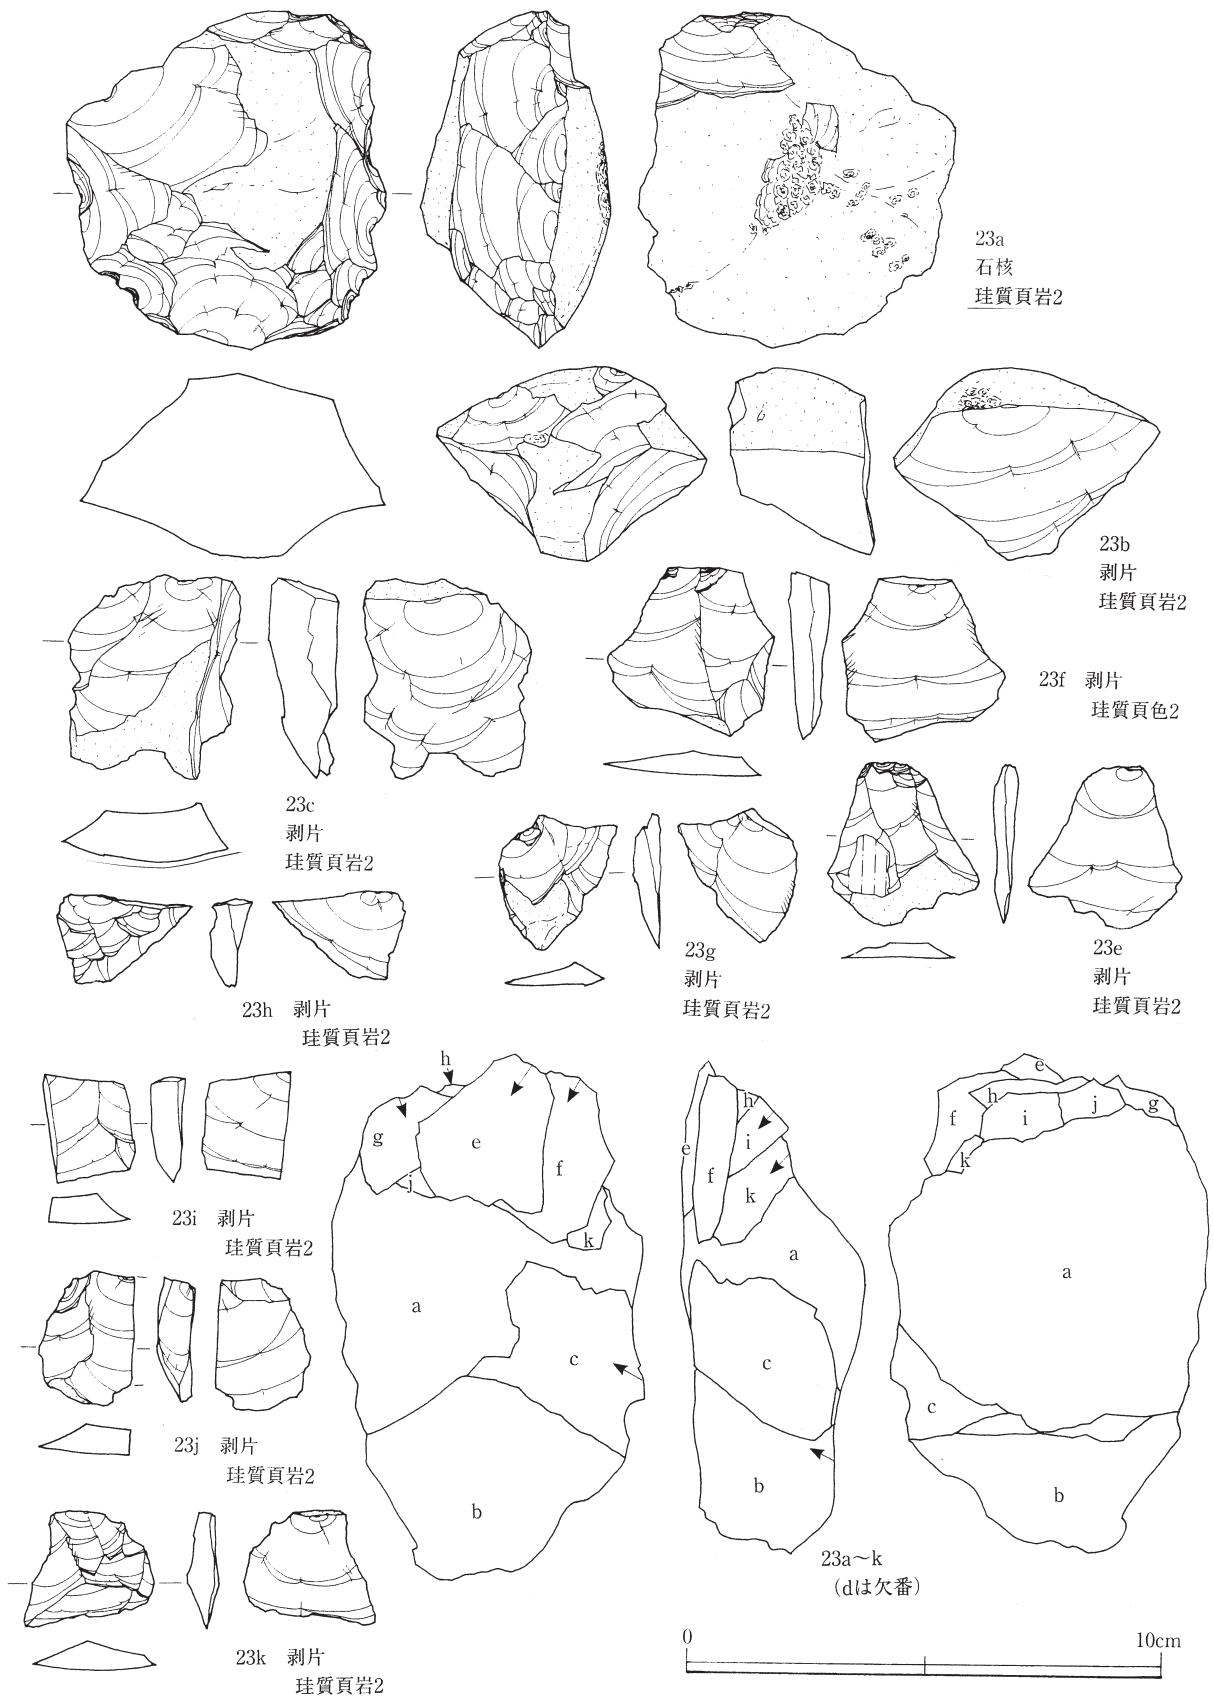 23a
石核
珪質頁岩2
23b
剥片
珪質頁岩2
23f 剥片
珪質頁色2
23c
剥片
珪質頁岩2
23g
剥片
珪質頁岩2
23e
剥片
珪質頁岩2
23h 剥片
珪質頁岩2
23i 剥片
珪質頁岩2
23j 剥片
珪質頁岩2
23k 剥片
珪質頁岩2
h
g
e
f
j
k
a
c
b
e
f
h
i
k
a
c
b
e
h
f
i
j
g
k
a
c
b
23a～k
（dは欠番）
0 10cm